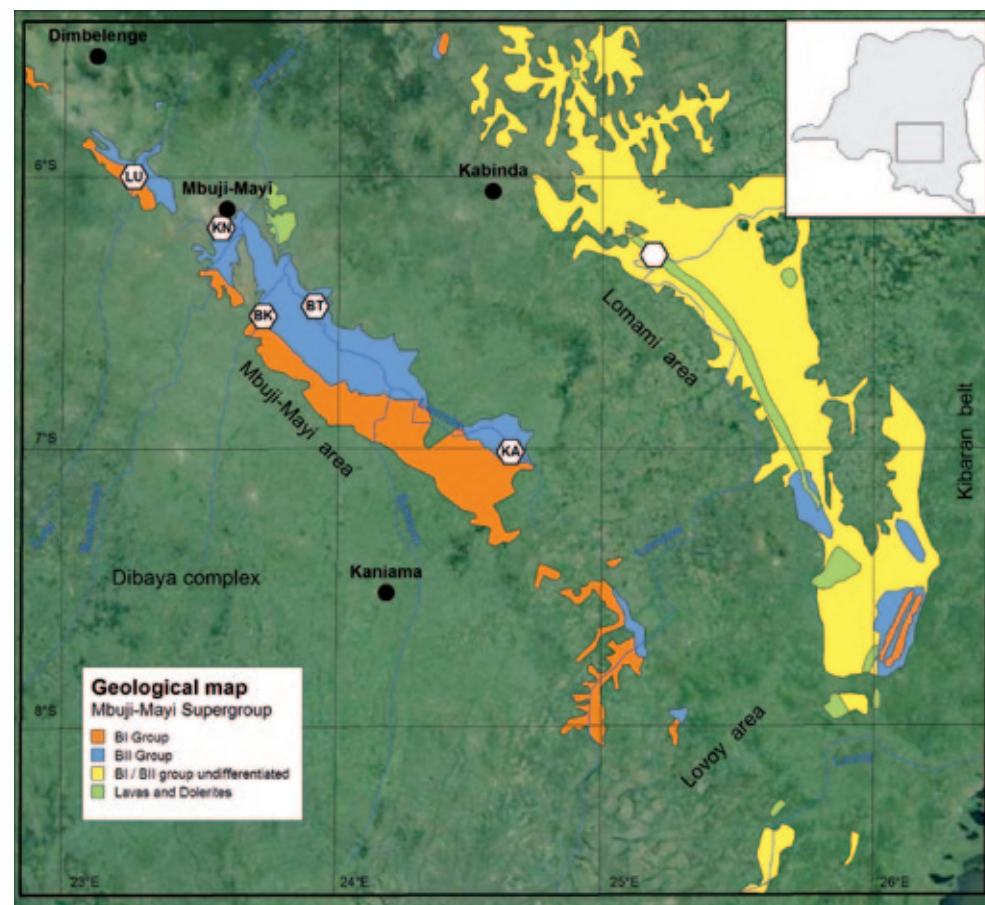 Dimbelenge
6°S
LU
Mbuji-Mayi
Kabinda
KN
BK
BT
Lomami area
Mbuji-Mayi area
7°S
KA
Kibaran belt
Dibaya complex
Kaniama
Geological map
Mbuji-Mayi Supergroup
BI Group
BII Group
BI / BII group undifferentiated
Lavas and Dolerites
8°S
Lovoy area
23°E
24°E
25°E
26°E